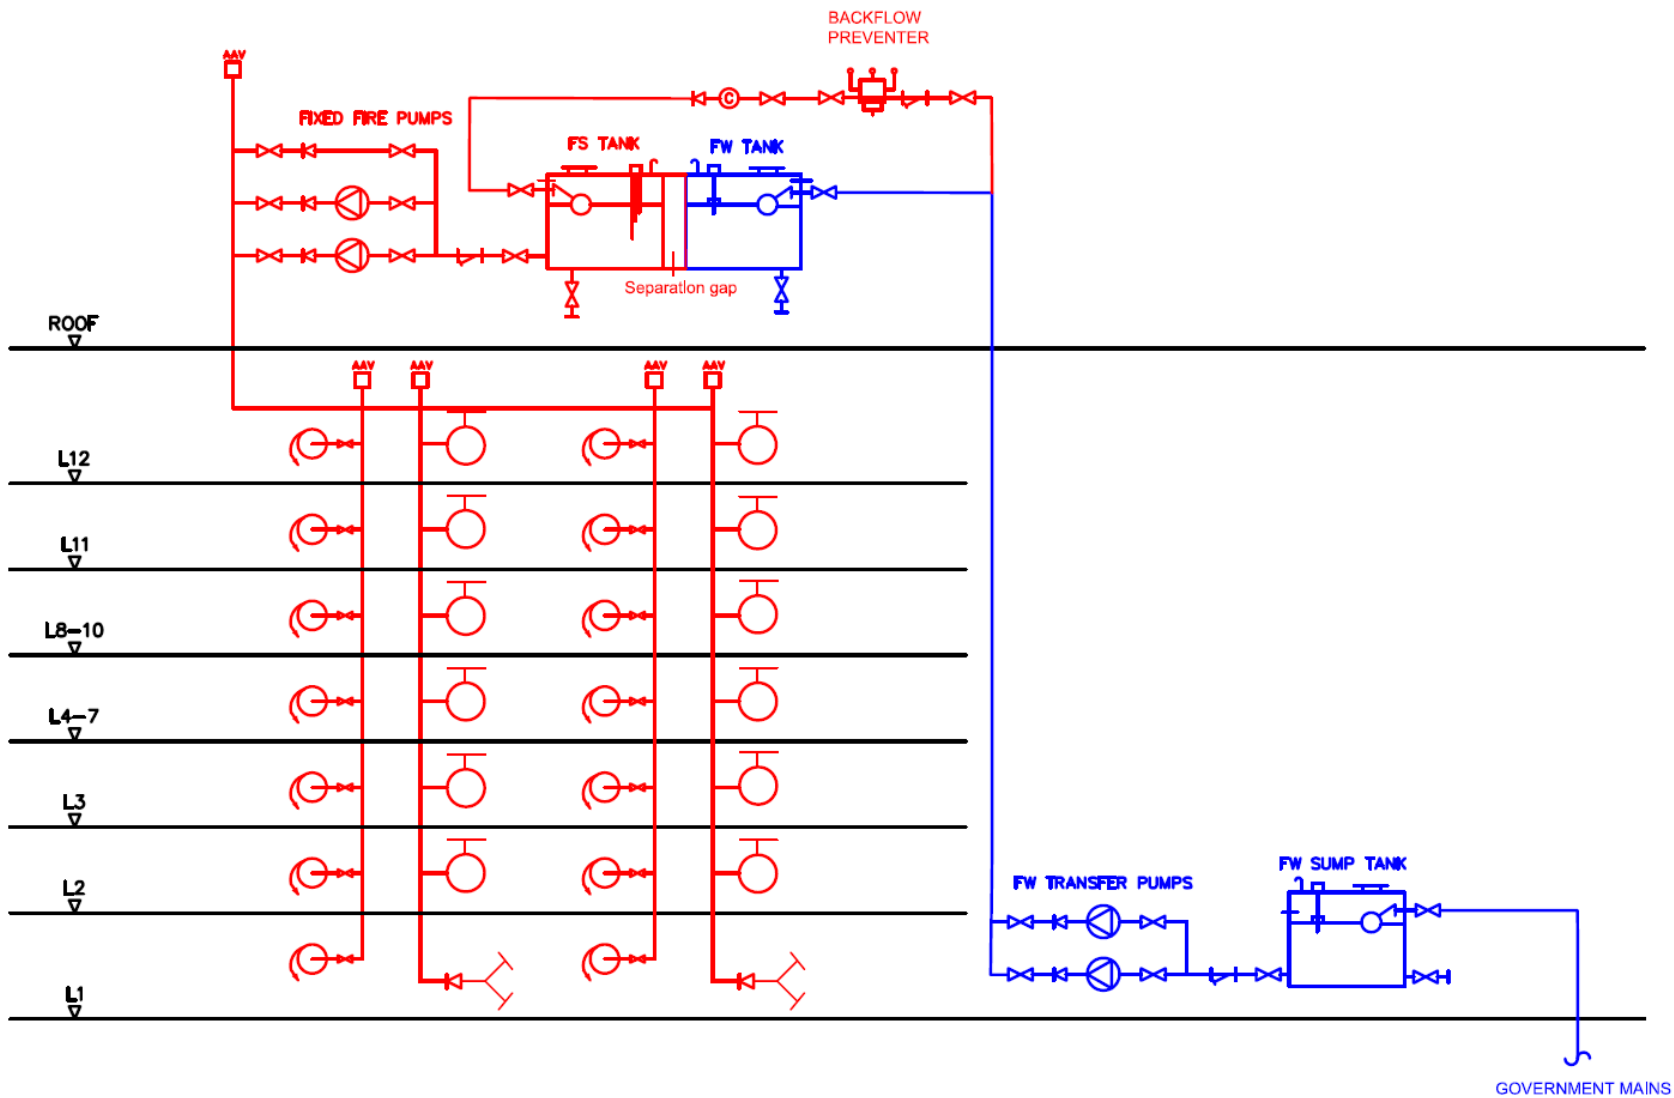 BACKFLOW
PREVENTER
AAV
FIXED FIRE PUMPS
C
FS TANK
FW TANK
Separation gap
ROOF
AAV AAV AAV AAV
L12
L11
L8-10
L4-7
L3
L2
FW TRANSFER PUMPS
FW SUMP TANK
L1
GOVERNMENT MAINS